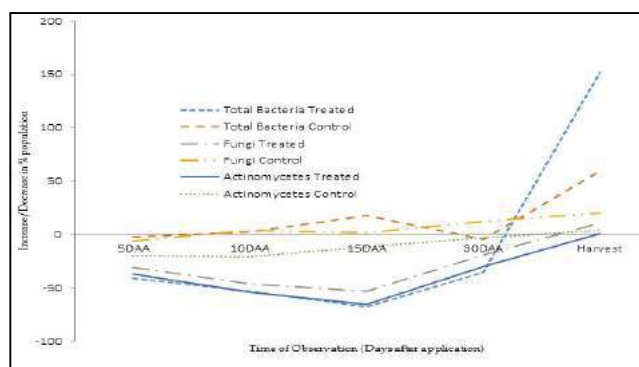 200
150
100
50
0
-50
-100
Increase/Decrease in % population
Total Bacteria Treated
Total Bacteria Control
Fungi Treated
Fungi Control
Actinomycetes Treated
Actinomycetes Control
5DAA 10DAA 15DAA 30DAA Harvest
Time of Observation (Days after application)